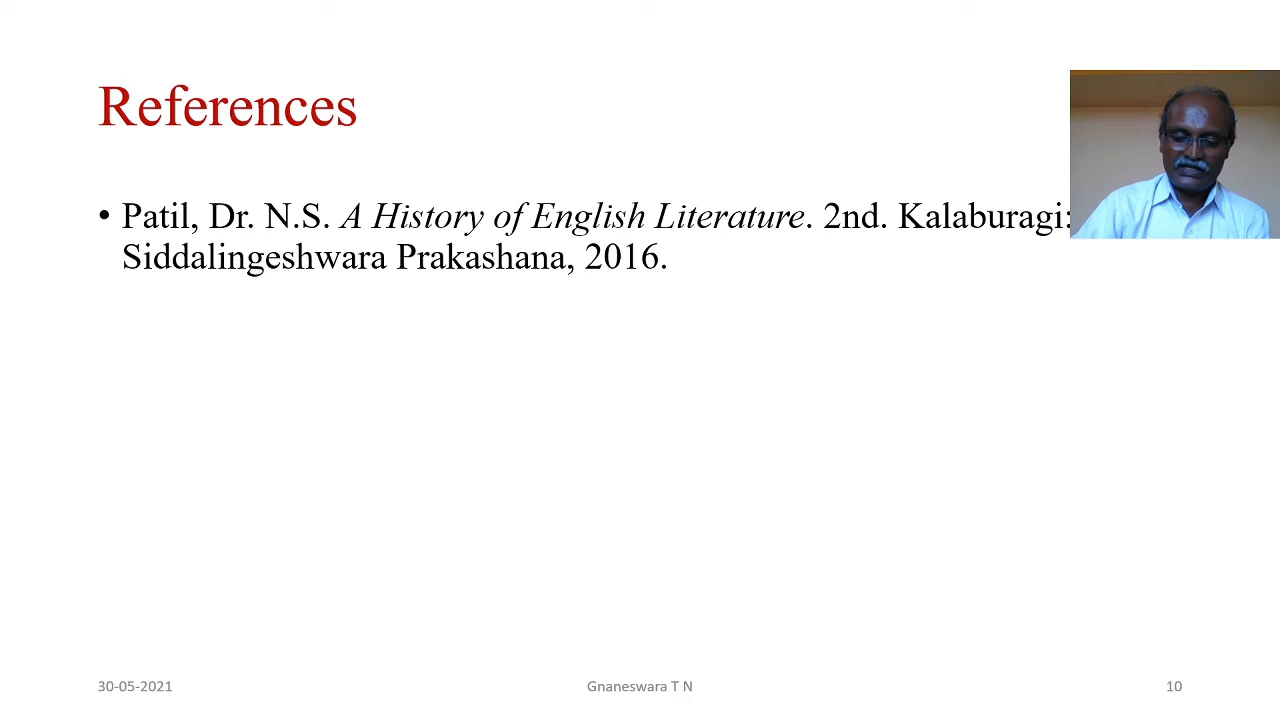 References
• Patil, Dr. N.S. A History of English Literature. 2nd. Kalaburagi:
Siddalingeshwara Prakashana, 2016.
30-05-2021
Gnaneswara T N
10